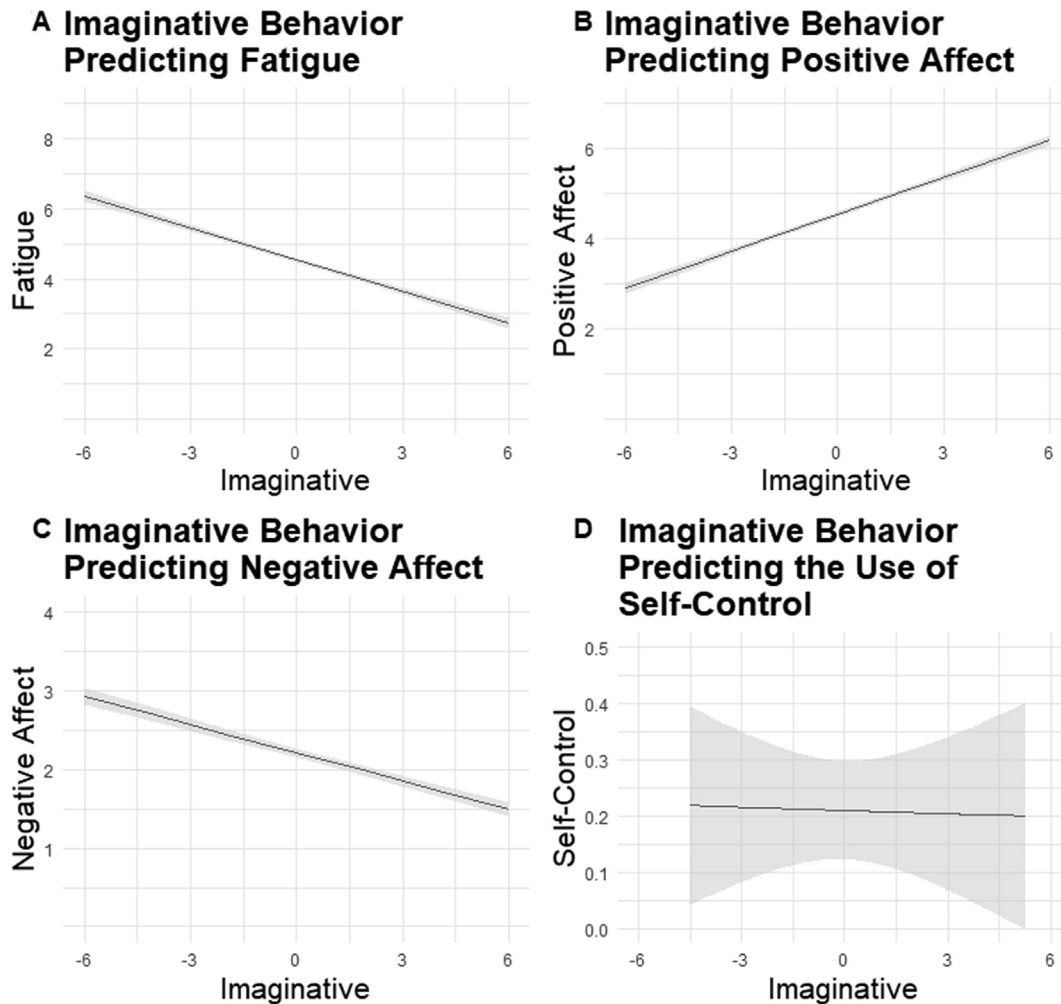 A Imaginative Behavior
Predicting Fatigue
8
6
4
2
Fatigue
-6 -3 0 3 6
Imaginative
B Imaginative Behavior
Predicting Positive Affect
6
4
2
Positive Affect
-6 -3 0 3 6
Imaginative
C Imaginative Behavior
Predicting Negative Affect
4
3
2
1
Negative Affect
-6 -3 0 3 6
Imaginative
D Imaginative Behavior
Predicting the Use of
Self-Control
0.5
0.4
0.3
0.2
0.1
0.0
Self-Control
-6 -3 0 3 6
Imaginative